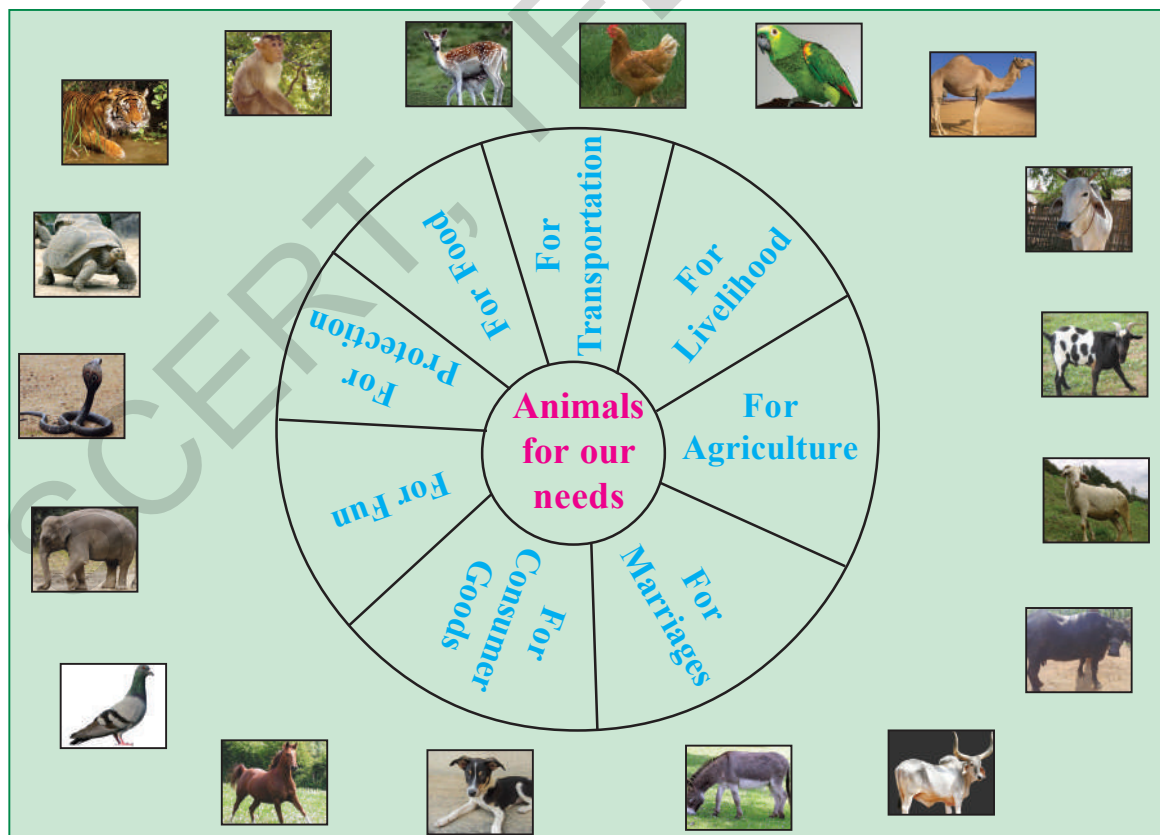 For
Transportation
For
Livelihood
For
Agriculture
For
Marriages
For
Consumer
Goods
For Fun
For
Protection
For Food
Animals
for our
needs
SCERT, TE